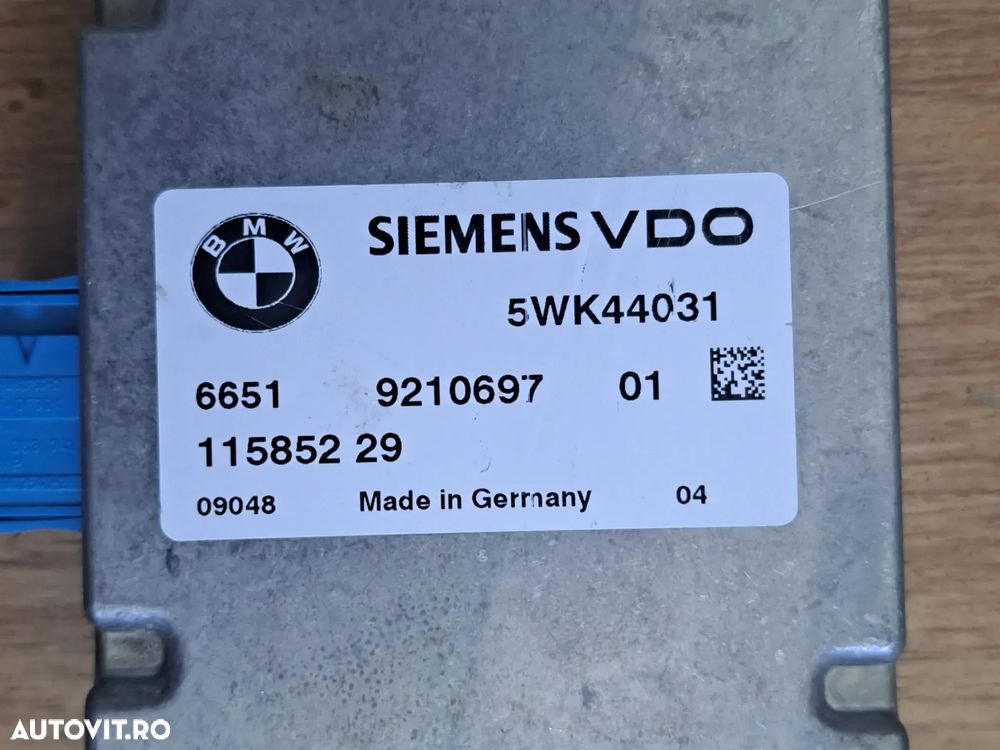 BMW
SIEMENS VDO
5WK44031
6651 9210697 01
115852 29
09048 Made in Germany 04
AUTOVIT.RO